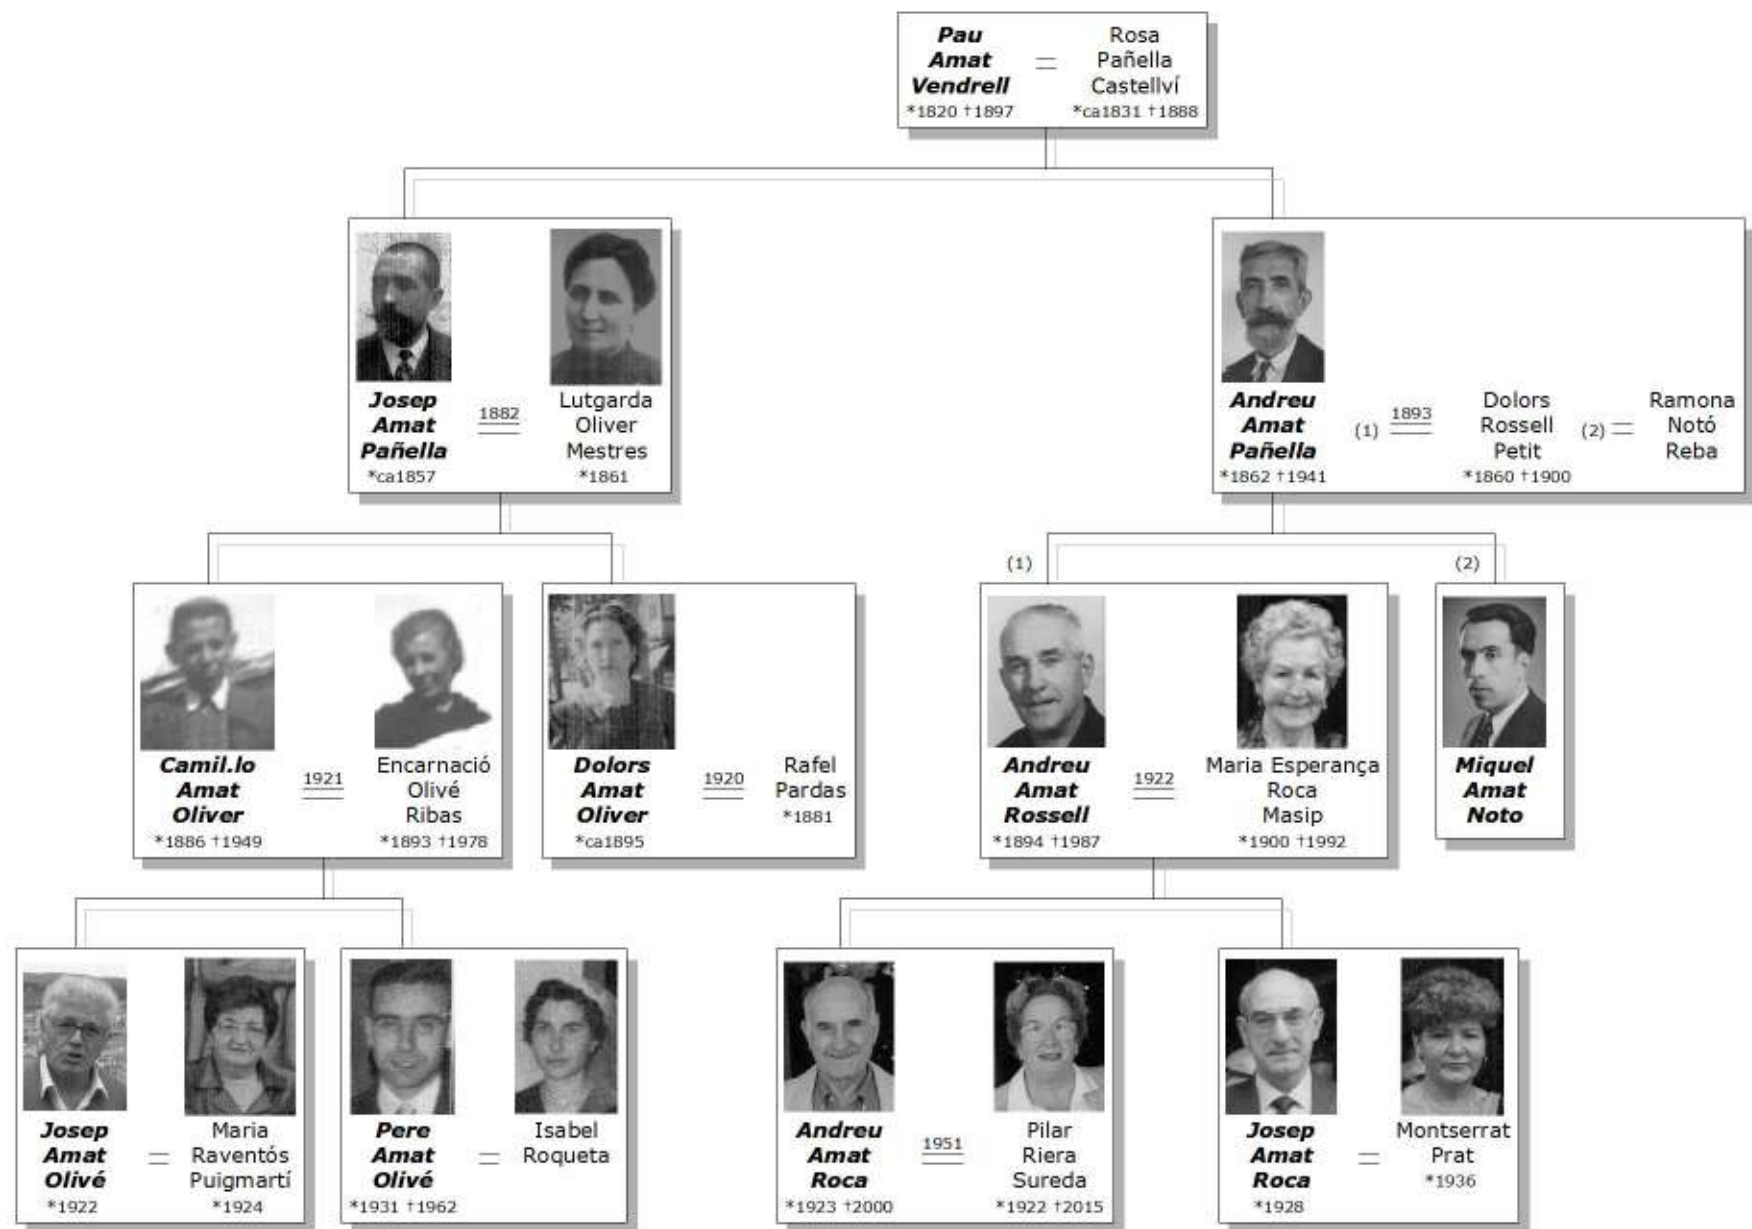 Pau
Amat
Vendrell
*1820 †1897
Rosa
Pañella
Castellví
*ca1831 †1888
Josep
Amat
Pañella
*ca1857
1882
Lutgarda
Oliver
Mestres
*1861
Andreu
Amat
Pañella
*1862 †1941
(1)
1893
Dolors
Rossell
Petit
*1860 †1900
(2)
Ramona
Notó
Reba
Camil.lo
Amat
Oliver
*1886 †1949
1921
Encarnació
Olivé
Ribas
*1893 †1978
Dolors
Amat
Oliver
*ca1895
1920
Rafel
Pardas
*1881
(1)
Andreu
Amat
Rossell
*1894 †1987
1922
Maria Esperança
Roca
Masip
*1900 †1992
(2)
Miquel
Amat
Noto
Josep
Amat
Olivé
*1922
Maria
Raventós
Puigmartí
*1924
Pere
Amat
Olivé
*1931 †1962
Isabel
Roqueta
Andreu
Amat
Roca
*1923 †2000
1951
Pilar
Riera
Sureda
*1922 †2015
Josep
Amat
Roca
*1928
Montserrat
Prat
*1936